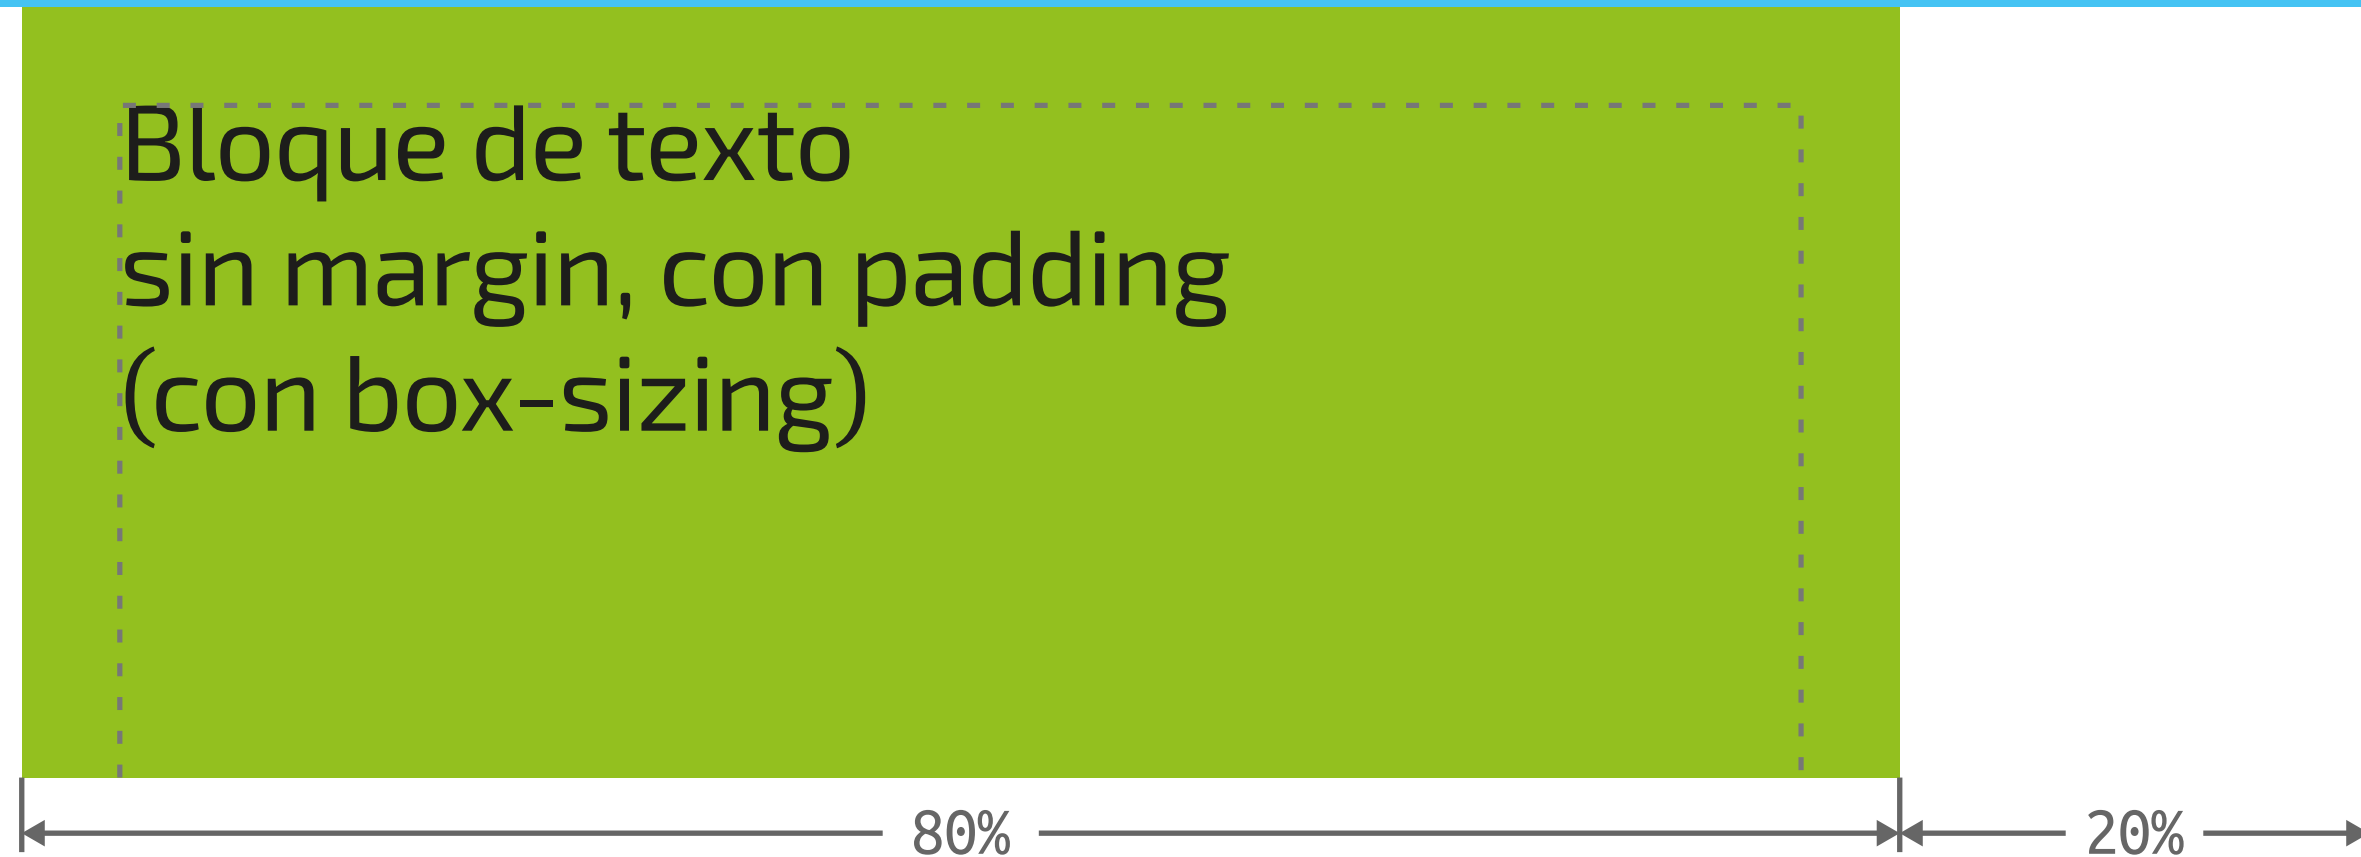 Bloque de texto
sin margin, con padding
(con box-sizing)
80%
20%